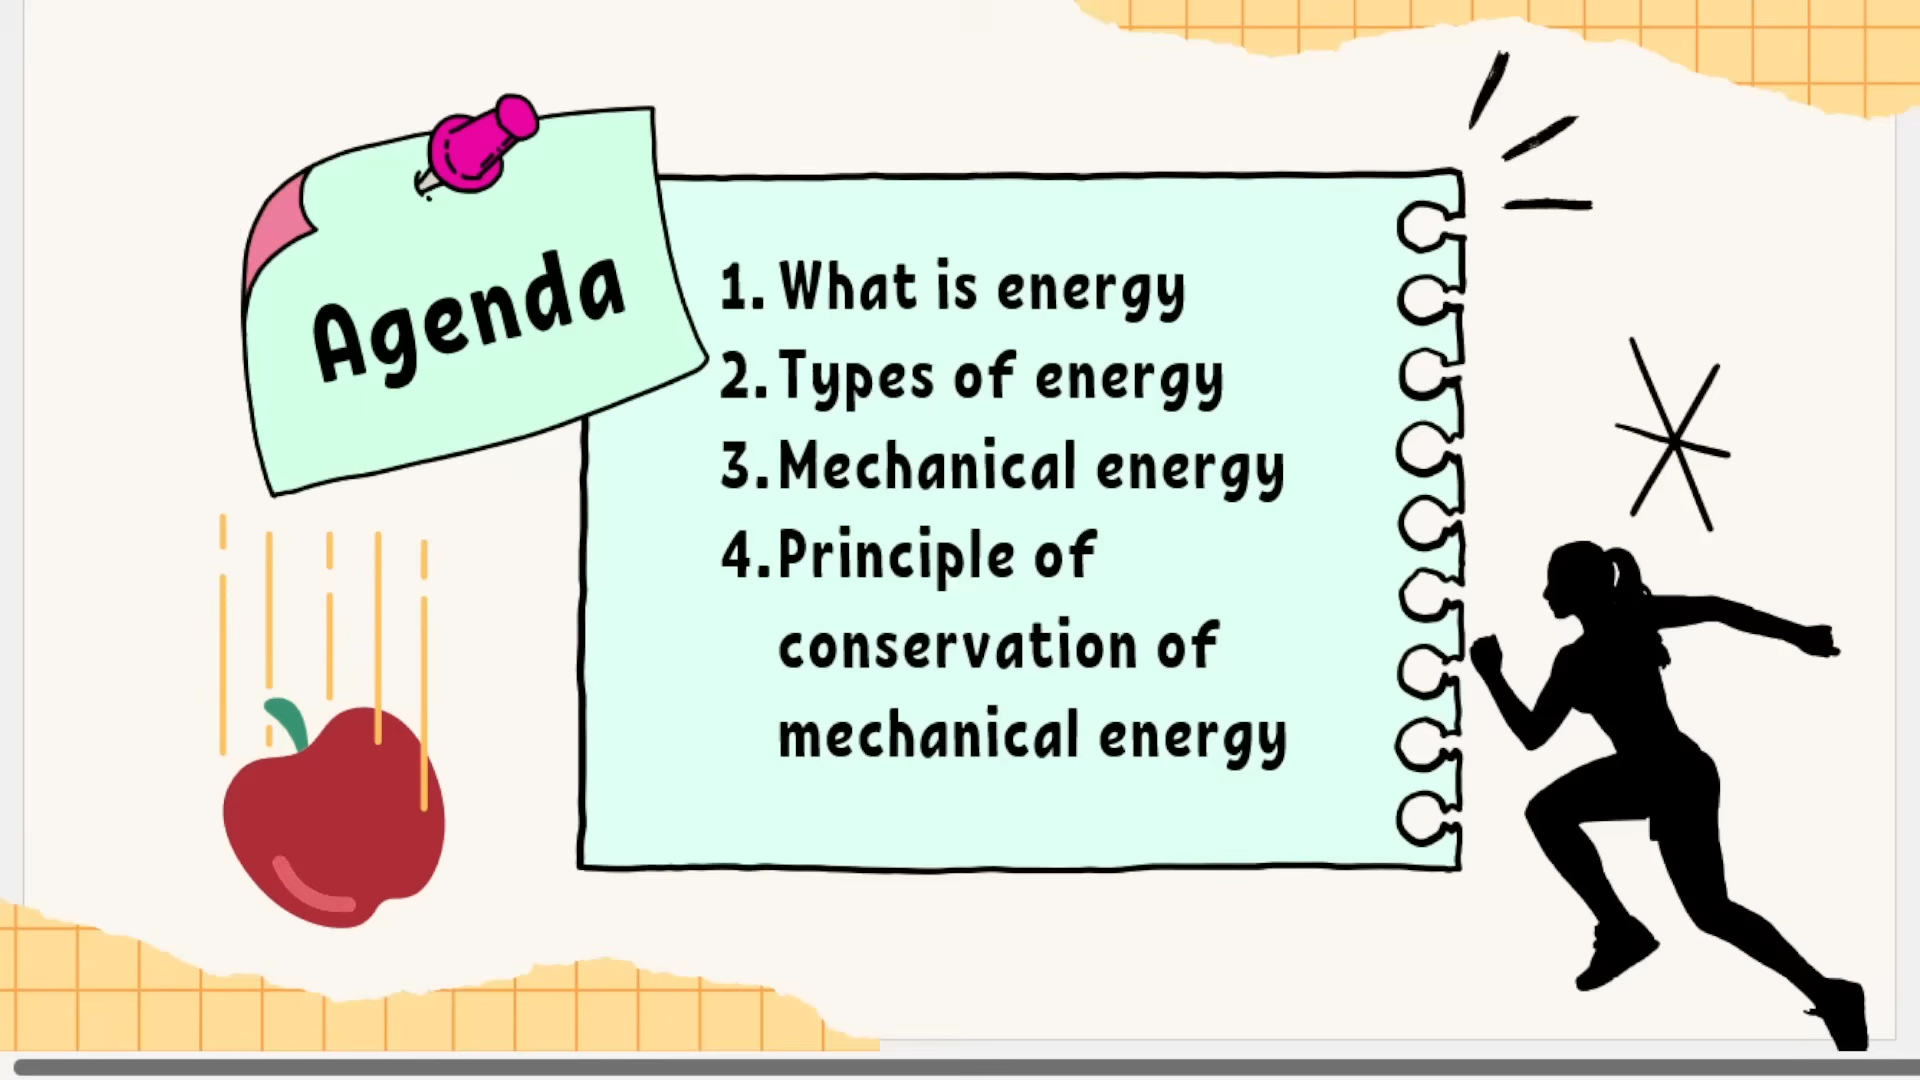 Agenda
1. What is energy
2. Types of energy
3. Mechanical energy
4. Principle of
conservation of
mechanical energy